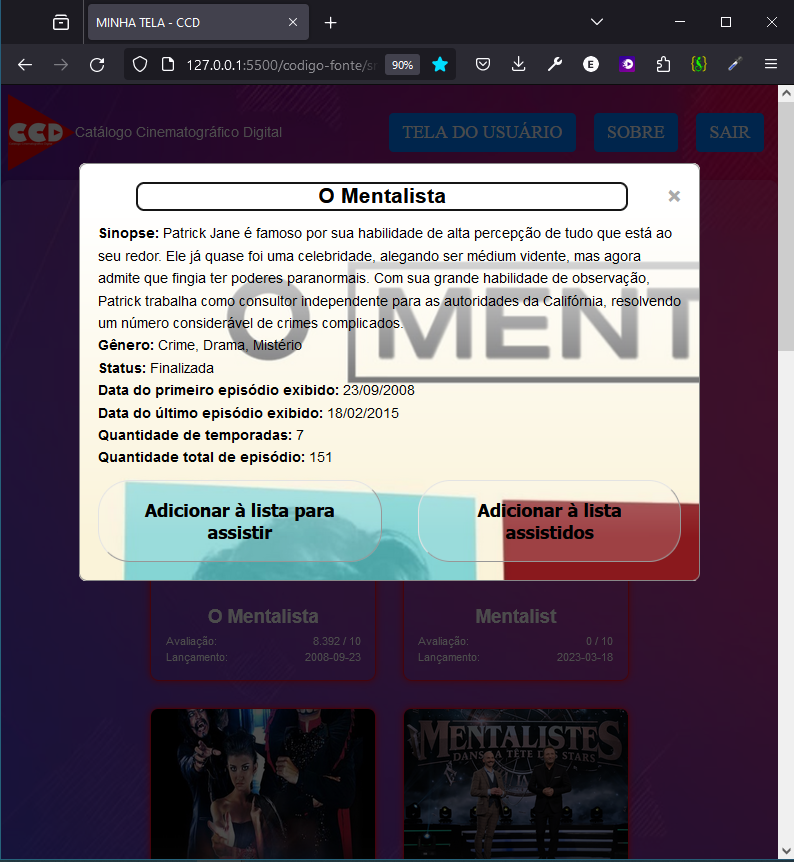 MINHA TELA - CCD
127.0.0.1:5500/codigo-fonte/sc
90%
CCD
Catálogo Cinematográfico Digital
TELA DO USUÁRIO
SOBRE
SAIR
O Mentalista
Sinopse: Patrick Jane é famoso por sua habilidade de alta percepção de tudo que está ao
seu redor. Ele já quase foi uma celebridade, alegando ser médium vidente, mas agora
admite que fingia ter poderes paranormais. Com sua grande habilidade de observação,
Patrick trabalha como consultor independente para as autoridades da Califórnia, resolvendo
um número considerável de crimes complicados.
O MENT
Gênero: Crime, Drama, Mistério
Status: Finalizada
Data do primeiro episódio exibido: 23/09/2008
Data do último episódio exibido: 18/02/2015
Quantidade de temporadas: 7
Quantidade total de episódio: 151
Adicionar à lista para
assistir
Adicionar à lista
assistidos
O Mentalista
Avaliação: 8.392 / 10
Lançamento: 2008-09-23
Mentalist
Avaliação: 0 / 10
Lançamento: 2023-03-18
MENTALISTES
DANS LA TÊTE DES STARS